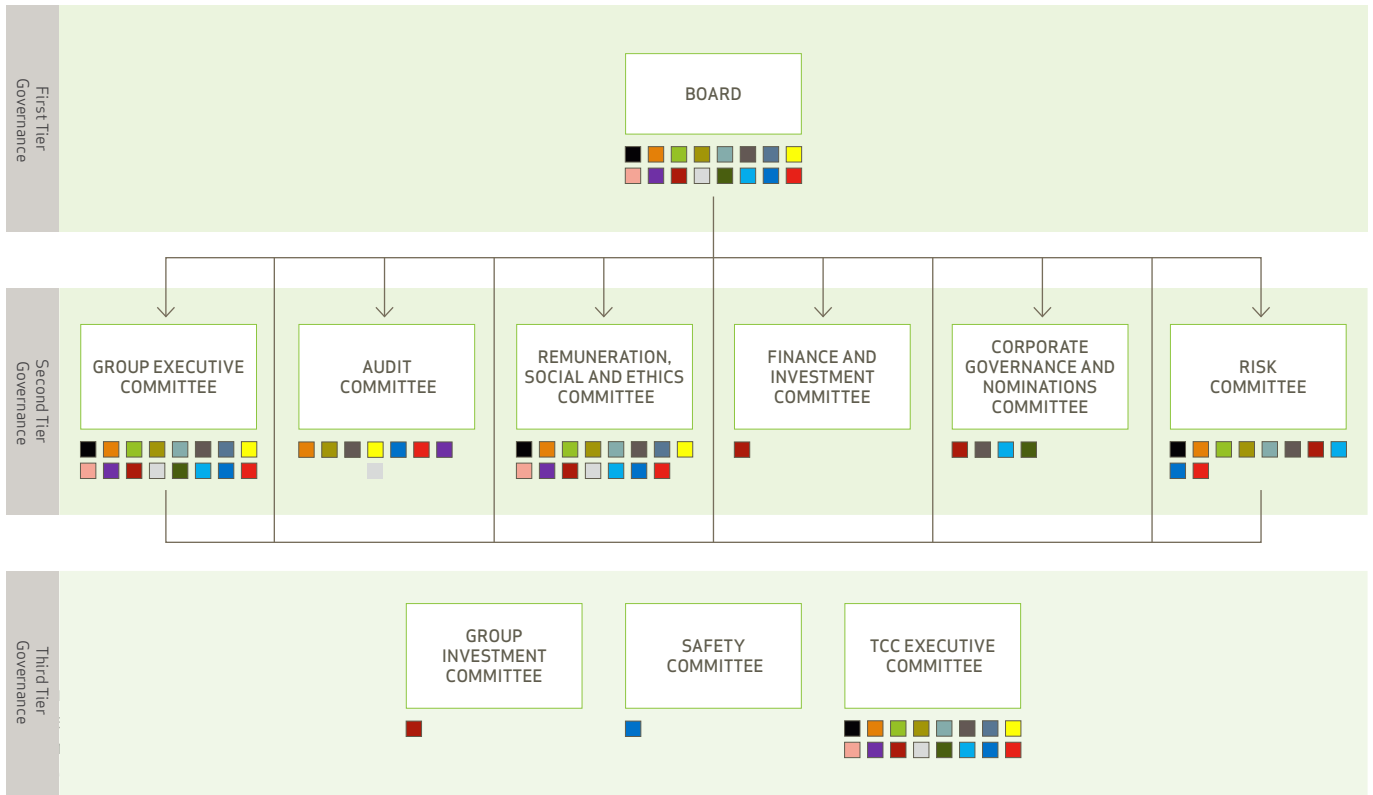 First Tier
Governance
BOARD
Second Tier
Governance
GROUP EXECUTIVE
COMMITTEE
AUDIT
COMMITTEE
REMUNERATION,
SOCIAL AND ETHICS
COMMITTEE
FINANCE AND
INVESTMENT
COMMITTEE
CORPORATE
GOVERNANCE AND
NOMINATIONS
COMMITTEE
RISK
COMMITTEE
Third Tier
Governance
GROUP
INVESTMENT
COMMITTEE
SAFETY
COMMITTEE
TCC EXECUTIVE
COMMITTEE